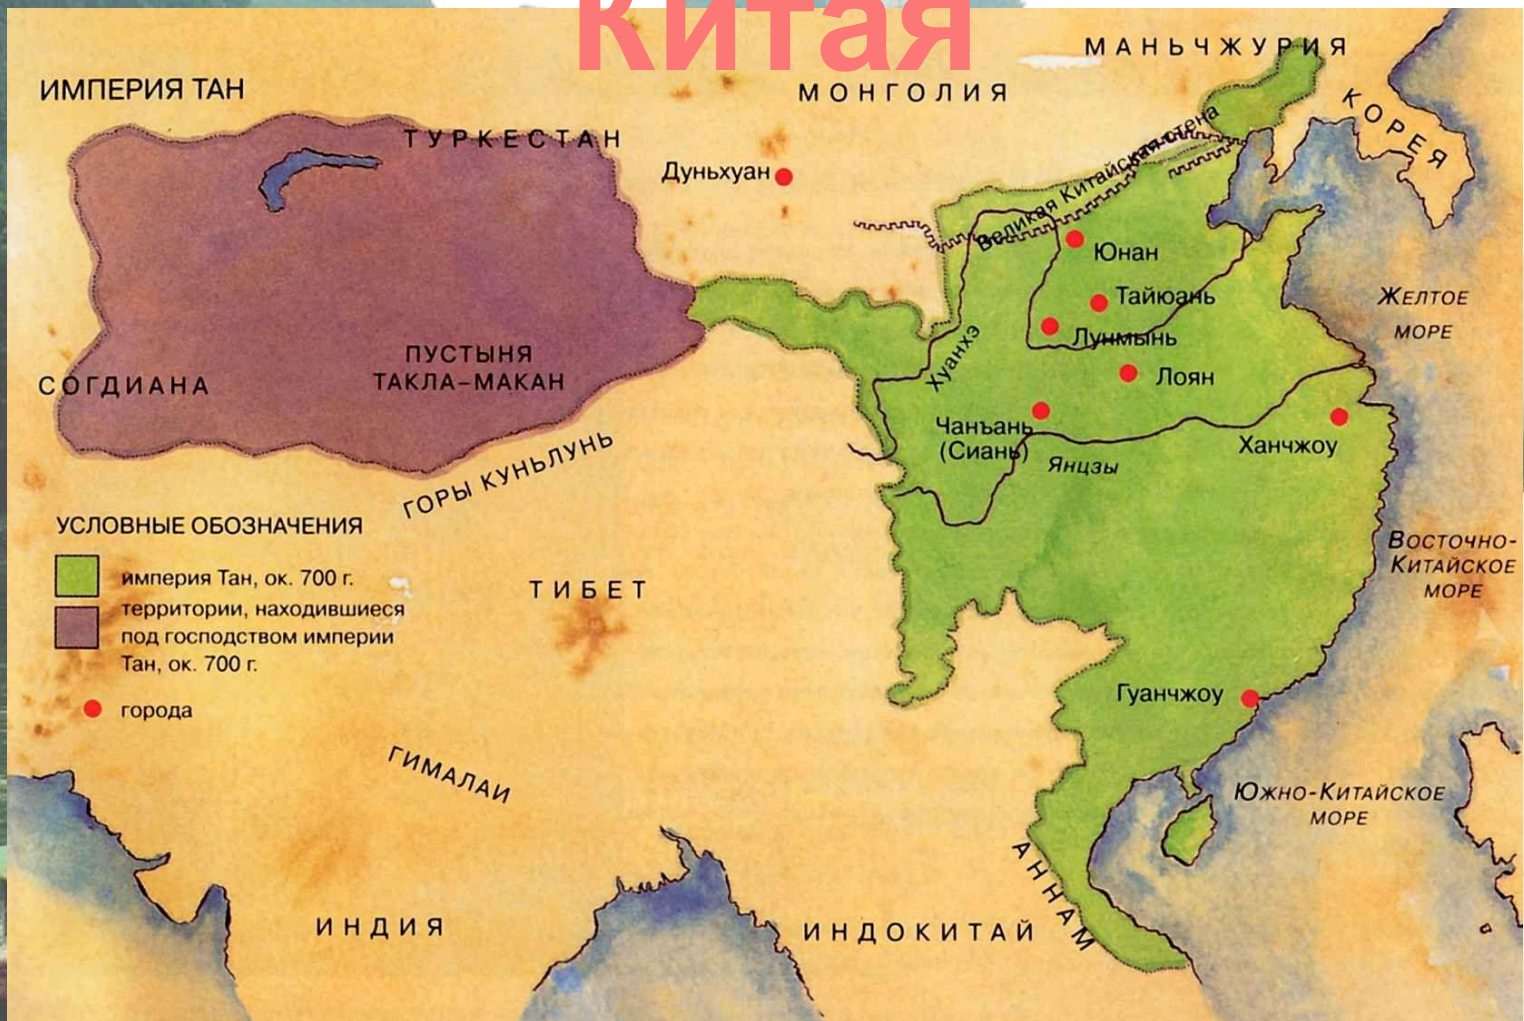 Китая
ИМПЕРИЯ ТАН
МАНЬЧЖУРИЯ
МОНГОЛИЯ
КОРЕЯ
ТУРКЕСТАН
Великая Китайская стена
Дуньхуан
Юнан
Тайюань
ЖЕЛТОЕ
МОРЕ
Лунмынь
Хуанхэ
ПУСТЫНЯ
ТАКЛА-МАКАН
СОГДИАНА
Лоян
Чанъань
(Сиань)
Янцзы
Ханчжоу
ГОРЫ КУНЬЛУНЬ
УСЛОВНЫЕ ОБОЗНАЧЕНИЯ
империя Тан, ок. 700 г.
территории, находившиеся
под господством империи
Тан, ок. 700 г.
города
ТИБЕТ
ВОСТОЧНО-
КИТАЙСКОЕ
МОРЕ
Гуанчжоу
ГИМАЛАИ
ЮЖНО-КИТАЙСКОЕ
МОРЕ
АННАМ
ИНДИЯ
ИНДОКИТАЙ